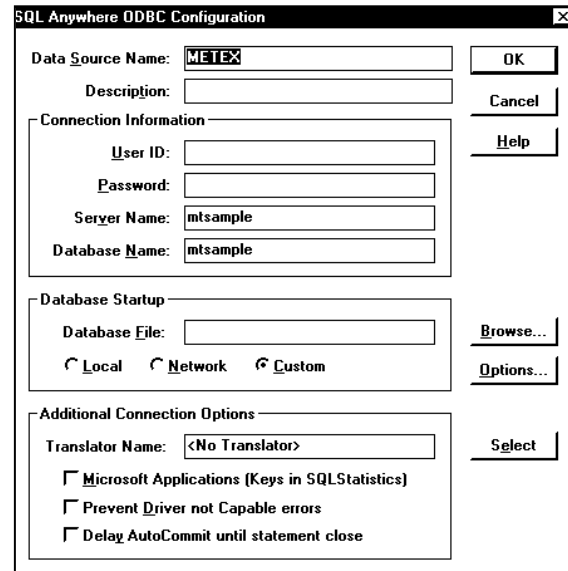 SQL Anywhere ODBC Configuration
Data Source Name: METEX
OK
Description:
Cancel
Connection Information
Help
User ID:
Password:
Server Name: mtsample
Database Name: mtsample
Database Startup
Database File:
Browse...
Local Network Custom
Options...
Additional Connection Options
Translator Name: <No Translator>
Select
Microsoft Applications (Keys in SQLStatistics)
Prevent Driver not Capable errors
Delay AutoCommit until statement close